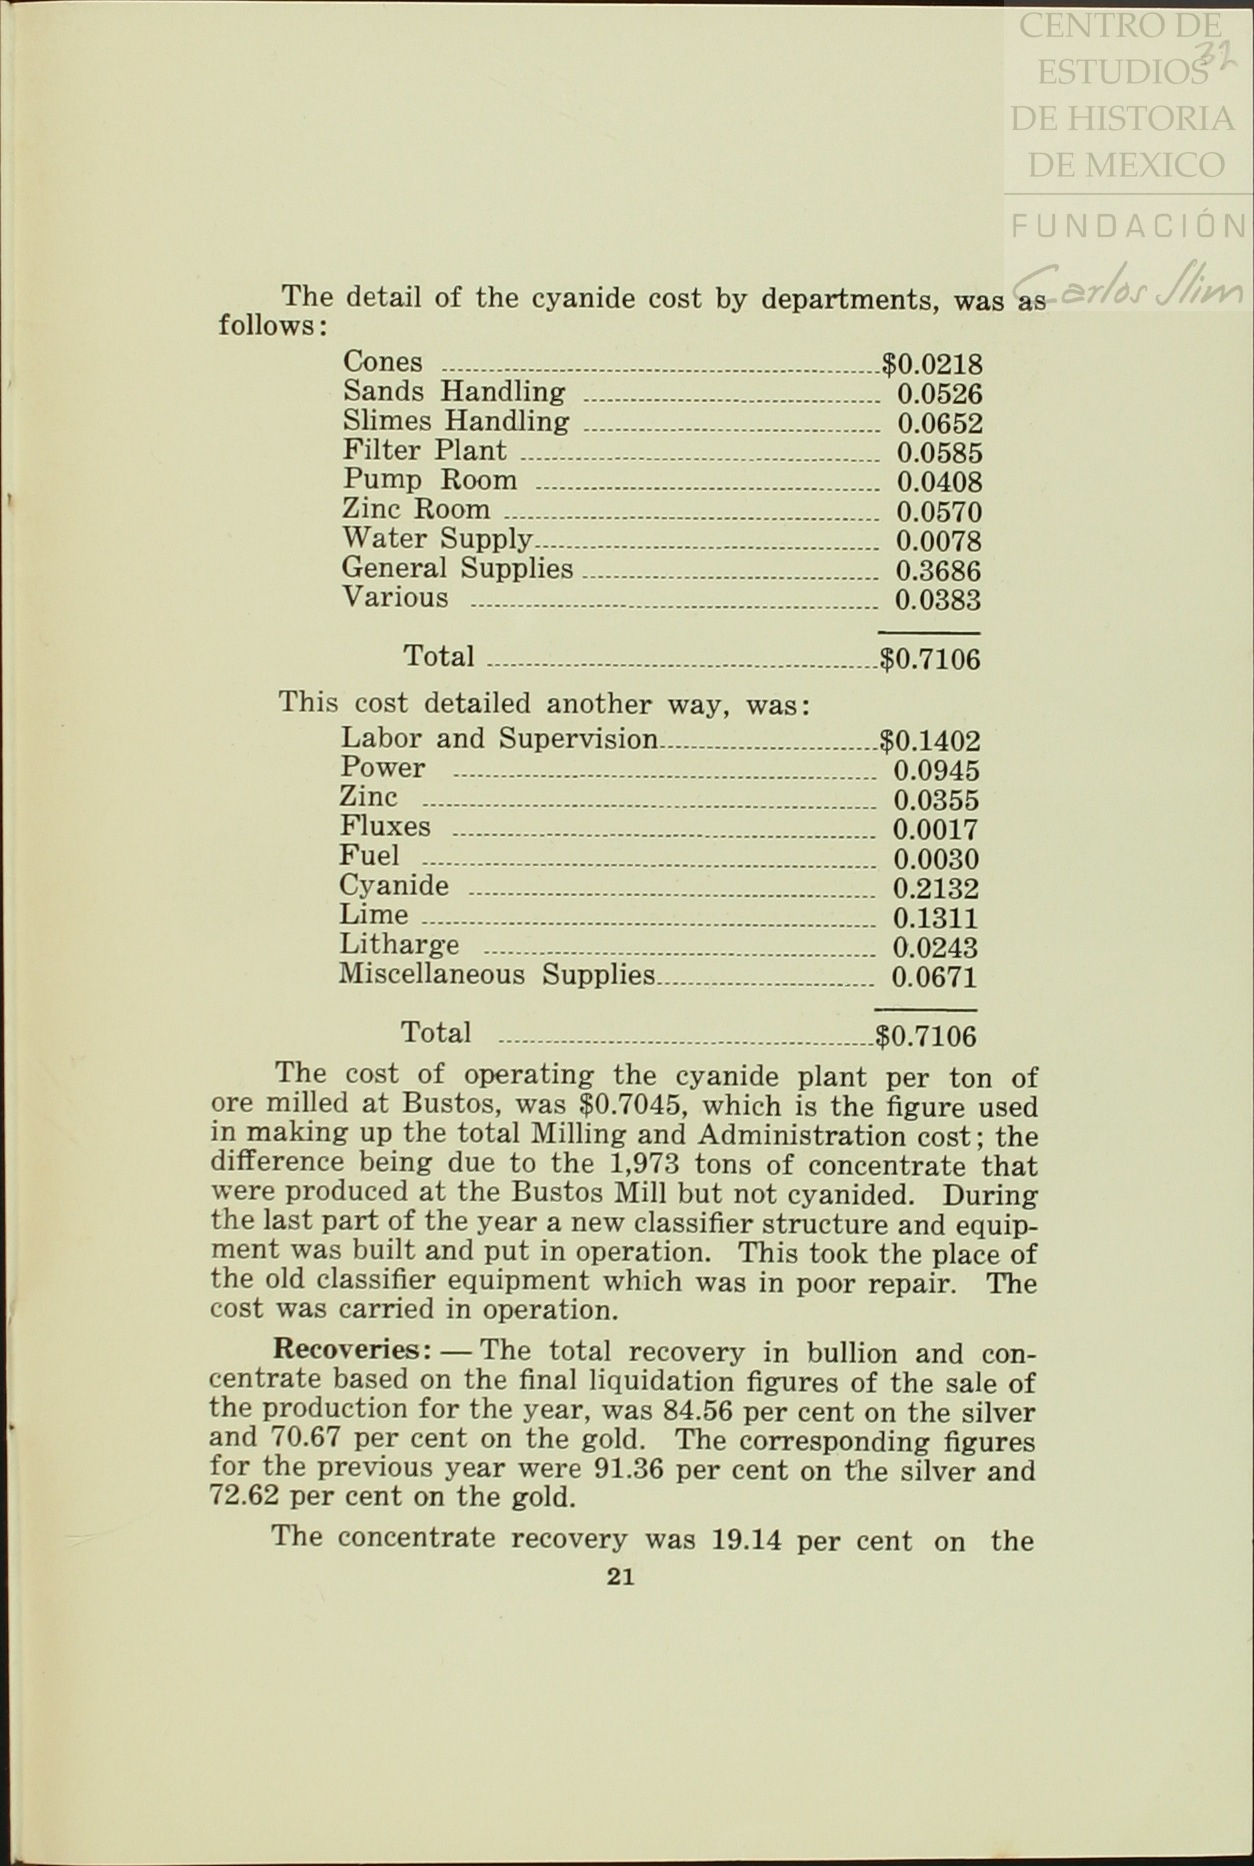 CENTRO DE
ESTUDIOS
32
DE HISTORIA
DE MEXICO
FUNDACIÓN
Carlos Slim
The detail of the cyanide cost by departments, was as
follows:
Cones $0.0218
Sands Handling 0.0526
Slimes Handling 0.0652
Filter Plant 0.0585
Pump Room 0.0408
Zinc Room 0.0570
Water Supply 0.0078
General Supplies 0.3686
Various 0.0383
Total $0.7106
This cost detailed another way, was:
Labor and Supervision $0.1402
Power 0.0945
Zinc 0.0355
Fluxes 0.0017
Fuel 0.0030
Cyanide 0.2132
Lime 0.1311
Litharge 0.0243
Miscellaneous Supplies 0.0671
Total $0.7106
The cost of operating the cyanide plant per ton of
ore milled at Bustos, was $0.7045, which is the figure used
in making up the total Milling and Administration cost; the
difference being due to the 1,973 tons of concentrate that
were produced at the Bustos Mill but not cyanided. During
the last part of the year a new classifier structure and equip-
ment was built and put in operation. This took the place of
the old classifier equipment which was in poor repair. The
cost was carried in operation.
Recoveries: — The total recovery in bullion and con-
centrate based on the final liquidation figures of the sale of
the production for the year, was 84.56 per cent on the silver
and 70.67 per cent on the gold. The corresponding figures
for the previous year were 91.36 per cent on the silver and
72.62 per cent on the gold.
The concentrate recovery was 19.14 per cent on the
21